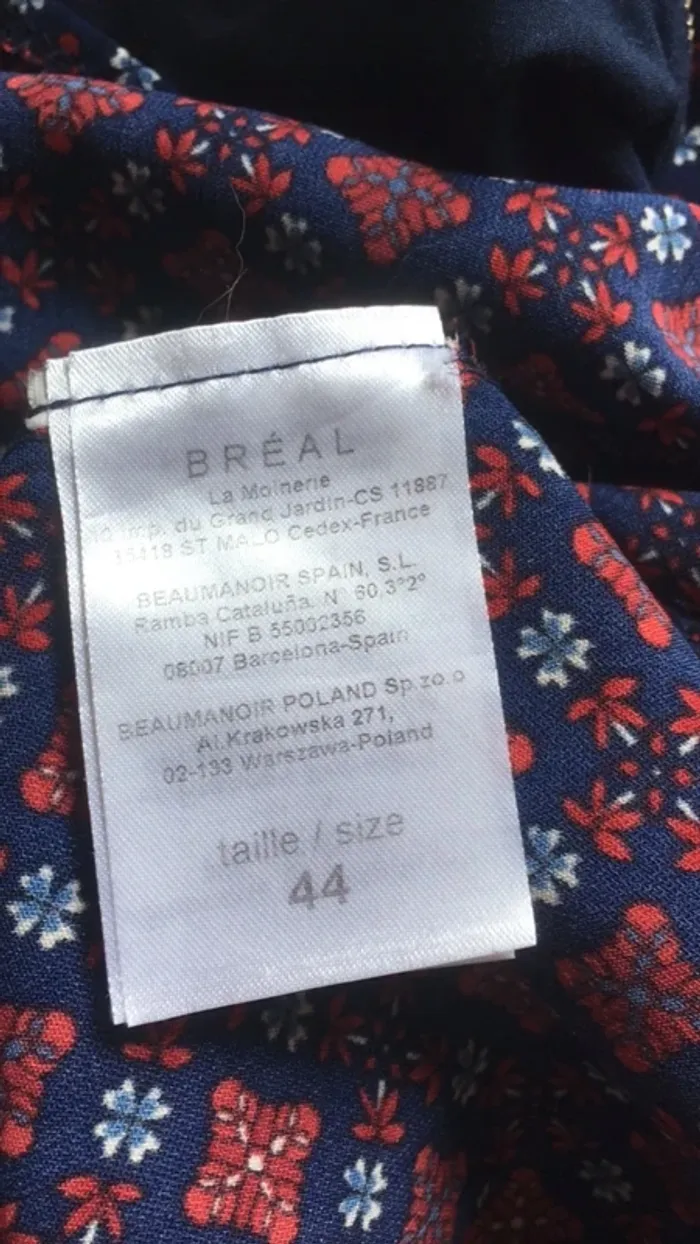 BRÉAL
La Moinerie
imp. du Grand Jardin-CS 11887
35418 ST MALO Cedex-France
BEAUMANOIR SPAIN, S.L.
Ramba Cataluña. N° 60,3°2°
NIF B 55002356
08007 Barcelona-Spain
BEAUMANOIR POLAND Sp.zo.o
Al.Krakowska 271,
02-133 Warszawa-Poland
taille / size
44